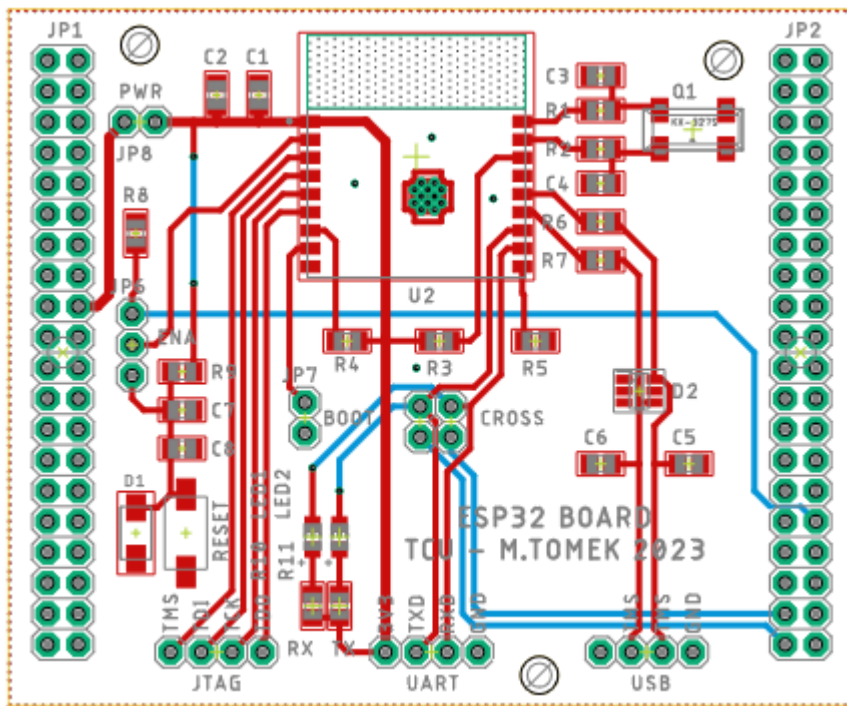 JP1
C2
C1
JP2
PWR
C3
Q1
R1
JP8
R2
C4
R8
R6
R7
U2
JP6
ENA
R4
R3
R5
R9
JP7
D2
C7
BOOT
CROSS
C8
C6
C5
D1
RESET
R10
LED1
LED2
R11
ESP32 BOARD
TCU - M.TOMEK 2023
TMS
TDI
TCK
TDO
3V3
TXD
RXD
GND
GND
RX
TX
JTAG
UART
USB